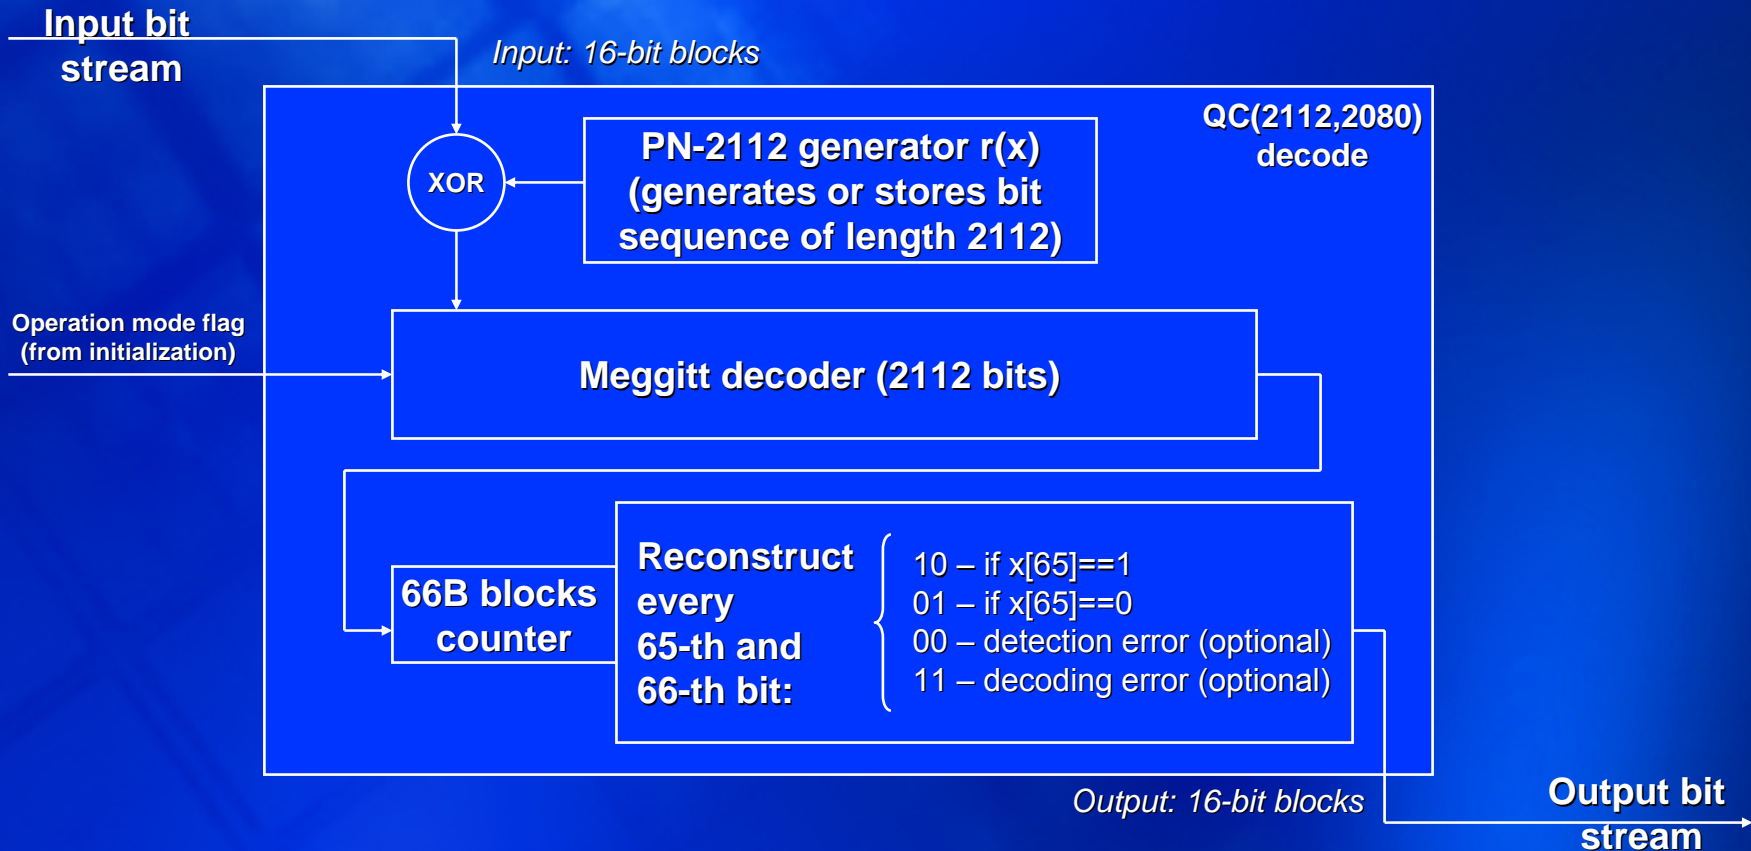 Input bit
stream
Input: 16-bit blocks
QC(2112,2080)
decode
XOR
PN-2112 generator r(x)
(generates or stores bit
sequence of length 2112)
Operation mode flag
(from initialization)
Meggitt decoder (2112 bits)
66B blocks
counter
Reconstruct
every
65-th and
66-th bit:
10 – if x[65]==1
01 – if x[65]==0
00 – detection error (optional)
11 – decoding error (optional)
Output: 16-bit blocks
Output bit
stream